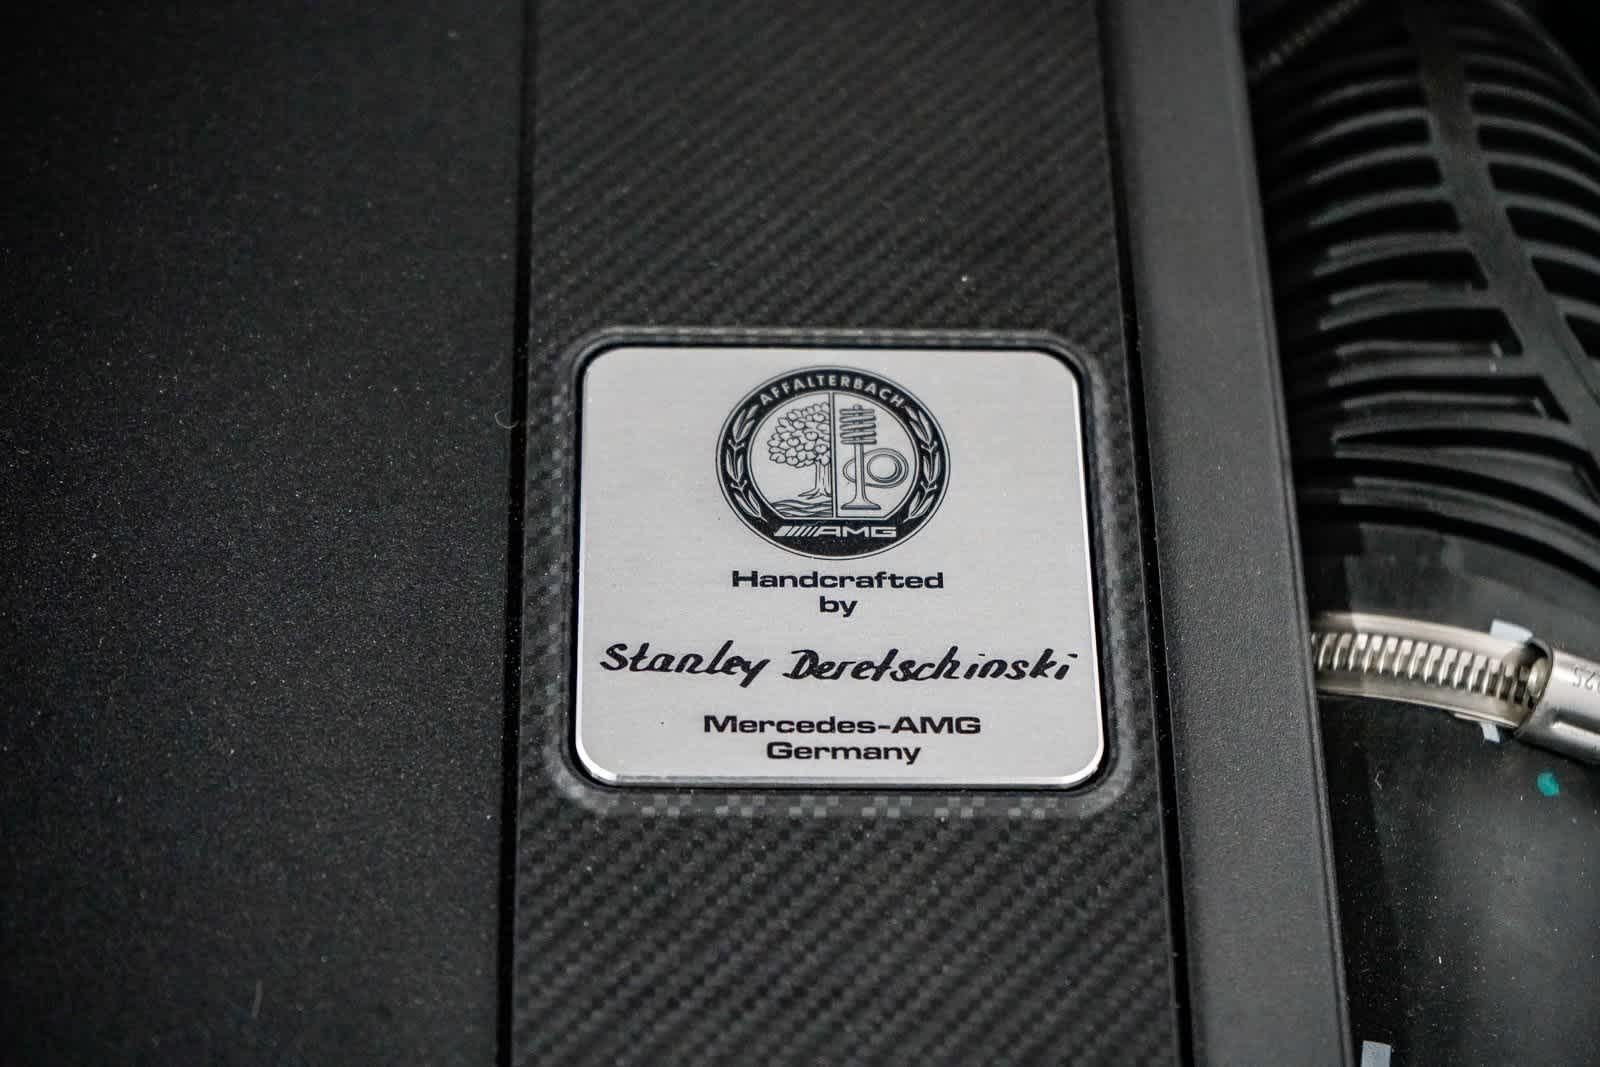 AFFALTERBACH
AMG
Handcrafted
by
Stanley Deretschinski
Mercedes-AMG
Germany